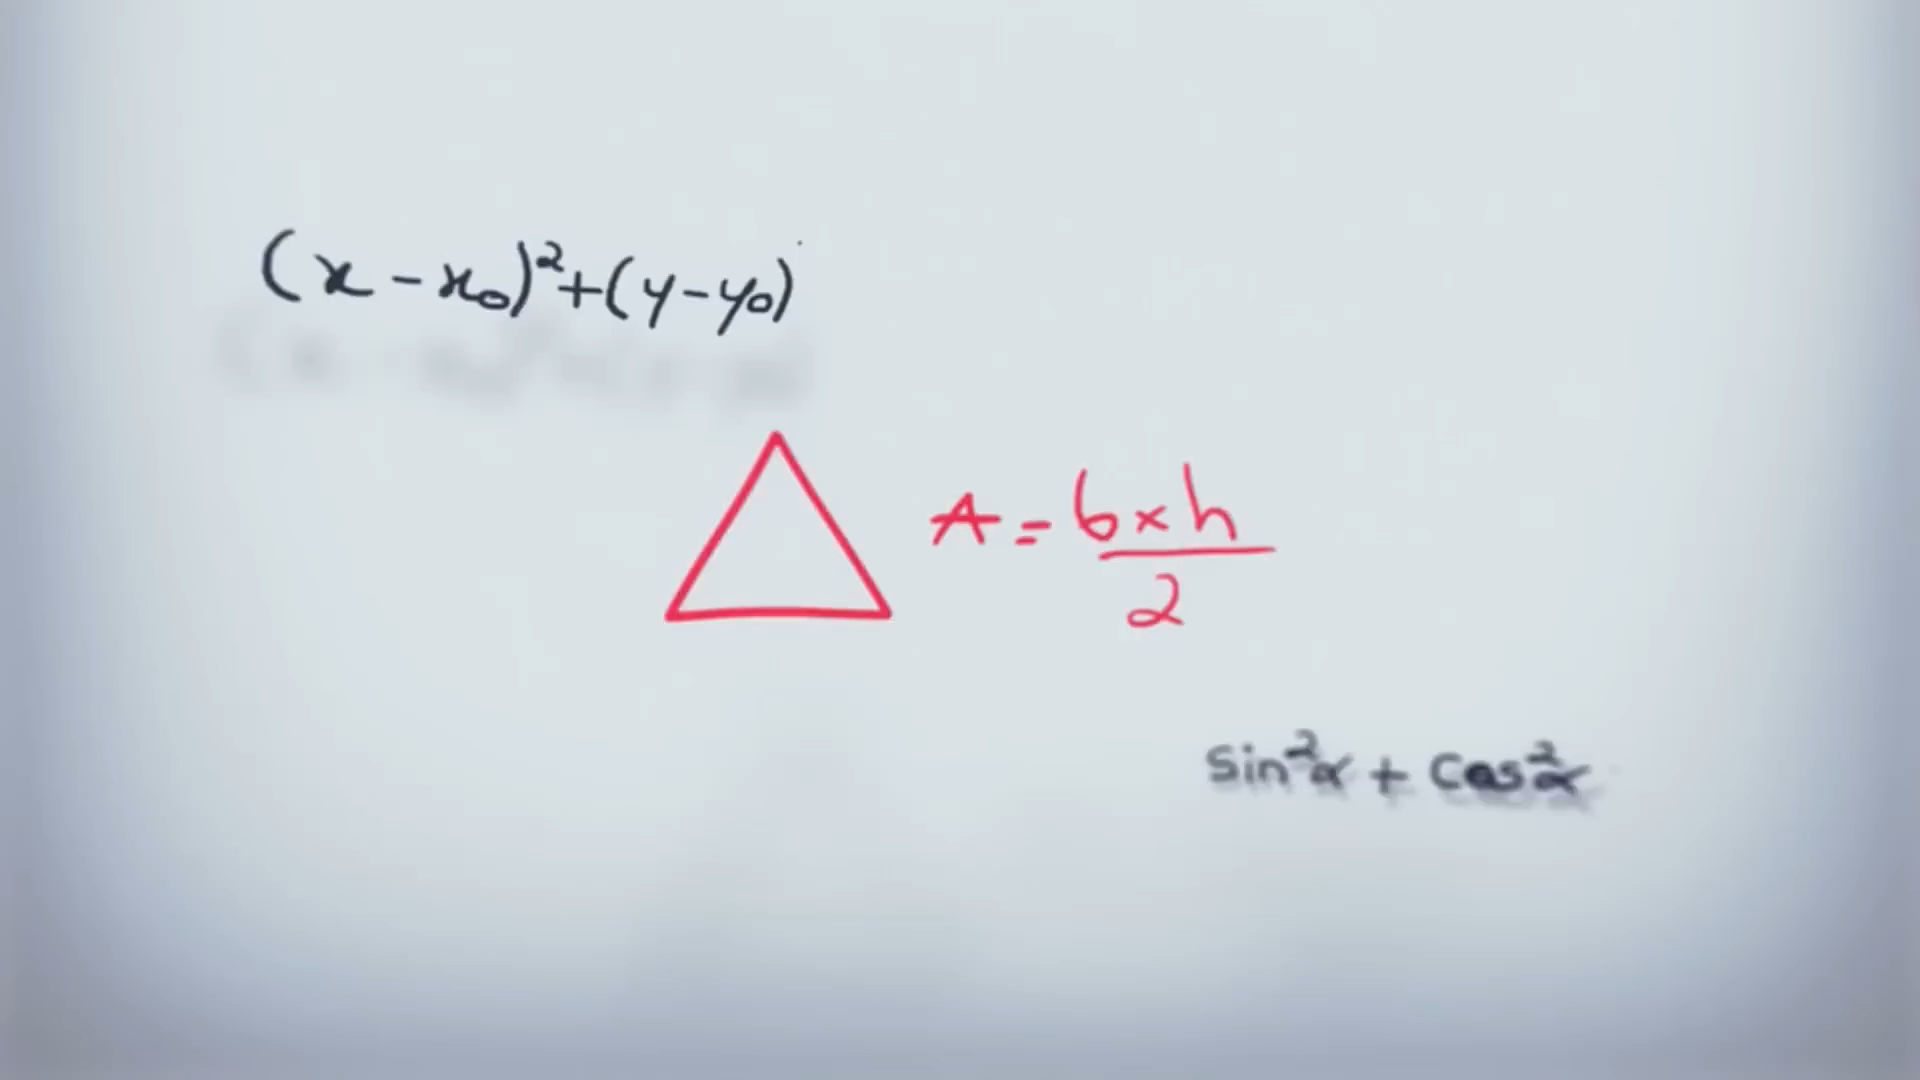 (x - x₀)² + (y - y₀)
A = b × h / 2
sin²α + cos²α